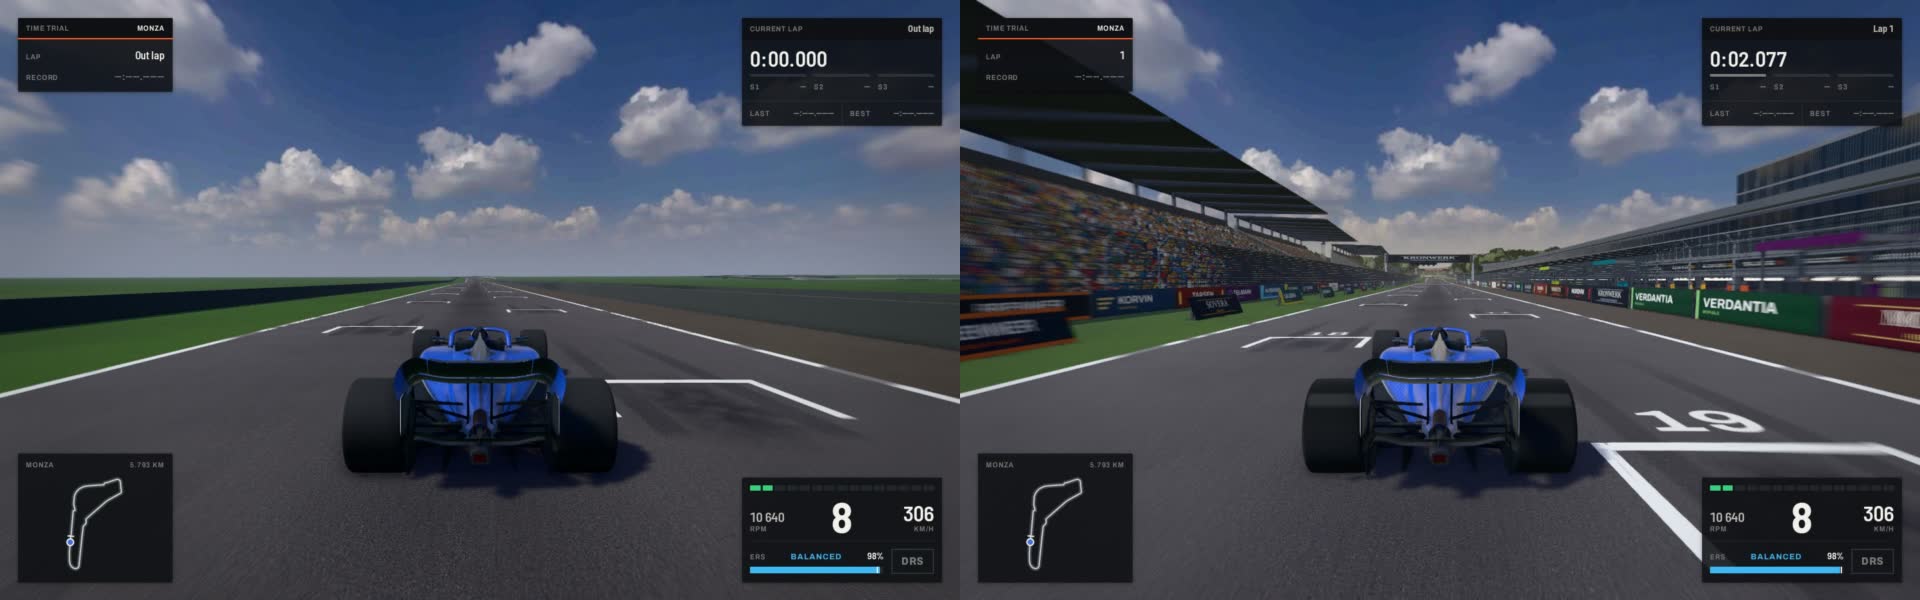 TIME TRIAL MONZA
LAP Out lap
RECORD -:--.---
CURRENT LAP Out lap
0:00.000
S1 -- S2 -- S3 --
LAST -:--.--- BEST -:--.---
MONZA 5.793 KM
10 640 RPM
8
306 KM/H
ERS BALANCED 98% DRS
TIME TRIAL MONZA
LAP 1
RECORD -:--.---
CURRENT LAP Lap 1
0:02.077
S1 -- S2 -- S3 --
LAST -:--.--- BEST -:--.---
KRONWERK
KORVIN
VERDANTIA
VERDANTIA
19
MONZA 5.793 KM
10 640 RPM
8
306 KM/H
ERS BALANCED 98% DRS